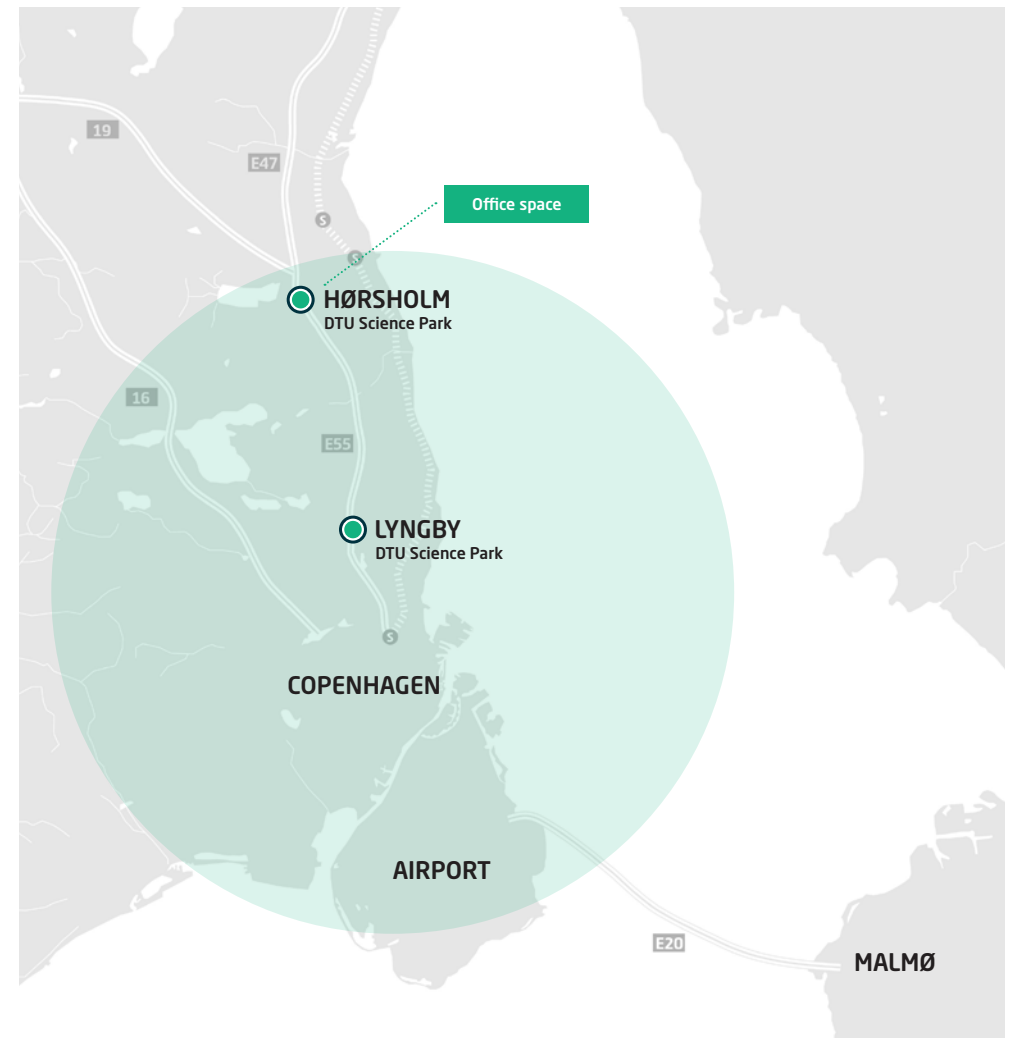 19
E47
S
Office space
S
HØRSHOLM
DTU Science Park
16
E55
LYNGBY
DTU Science Park
S
COPENHAGEN
AIRPORT
E20
MALMØ